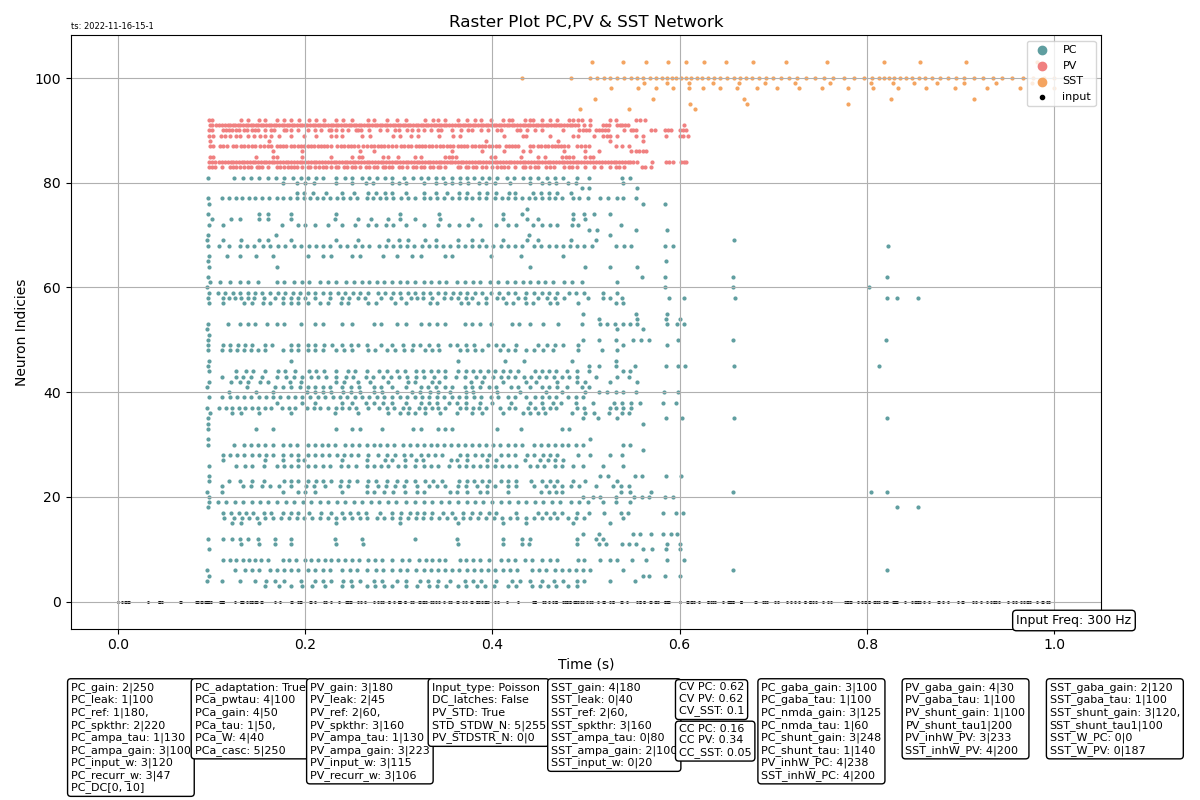 ts: 2022-11-16-15-1
Raster Plot PC,PV & SST Network
PC
PV
SST
input
Neuron Indicies
100
80
60
40
20
0
0.0 0.2 0.4 0.6 0.8 1.0
Input Freq: 300 Hz
Time (s)
PC_gain: 2|250
PC_leak: 1|100
PC_ref: 1|180,
PC_spkthr: 2|220
PC_ampa_tau: 1|130
PC_ampa_gain: 3|100
PC_input_w: 3|120
PC_recurr_w: 3|47
PC_DC[0, 10]
PC_adaptation: True
PCa_pwtau: 4|100
PCa_gain: 4|50
PCa_tau: 1|50,
PCa_W: 4|40
PCa_casc: 5|250
PV_gain: 3|180
PV_leak: 2|45
PV_ref: 2|60,
PV_spkthr: 3|160
PV_ampa_tau: 1|130
PV_ampa_gain: 3|223
PV_input_w: 3|115
PV_recurr_w: 3|106
Input_type: Poisson
DC_latches: False
PV_STD: True
STD_STDW_N: 5|255
PV_STDSTR_N: 0|0
SST_gain: 4|180
SST_leak: 0|40
SST_ref: 2|60,
SST_spkthr: 3|160
SST_ampa_tau: 0|80
SST_ampa_gain: 2|100
SST_input_w: 0|20
CV PC: 0.62
CV PV: 0.62
CV_SST: 0.1
CC PC: 0.16
CC PV: 0.34
CC_SST: 0.05
PC_gaba_gain: 3|100
PC_gaba_tau: 1|100
PC_nmda_gain: 3|125
PC_nmda_tau: 1|60
PC_shunt_gain: 3|248
PC_shunt_tau: 1|140
PV_inhW_PC: 4|238
SST_inhW_PC: 4|200
PV_gaba_gain: 4|30
PV_gaba_tau: 1|100
PV_shunt_gain: 1|100
PV_shunt_tau1|200
PV_inhW_PV: 3|233
SST_inhW_PV: 4|200
SST_gaba_gain: 2|120
SST_gaba_tau: 1|100
SST_shunt_gain: 3|120,
SST_shunt_tau1|100
SST_W_PC: 0|0
SST_W_PV: 0|187